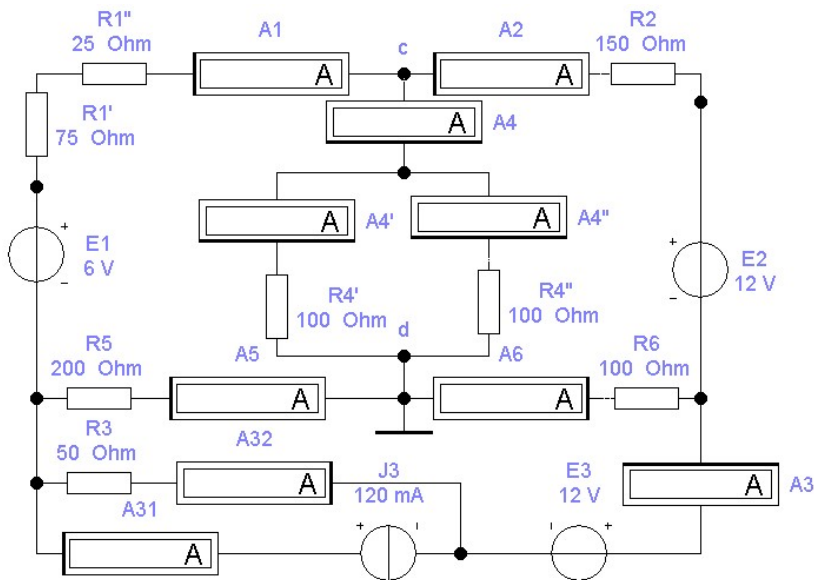 R1"
25 Ohm
A1
c
A2
R2
150 Ohm
A
A
R1'
75 Ohm
A
A4
A
A4'
A
A4"
+
E1
6 V
-
+
E2
12 V
-
R4'
100 Ohm
R4"
100 Ohm
d
R5
200 Ohm
A5
A6
R6
100 Ohm
A
A
R3
50 Ohm
A32
A
J3
120 mA
E3
12 V
A
A3
A31
A
+
-
-
+